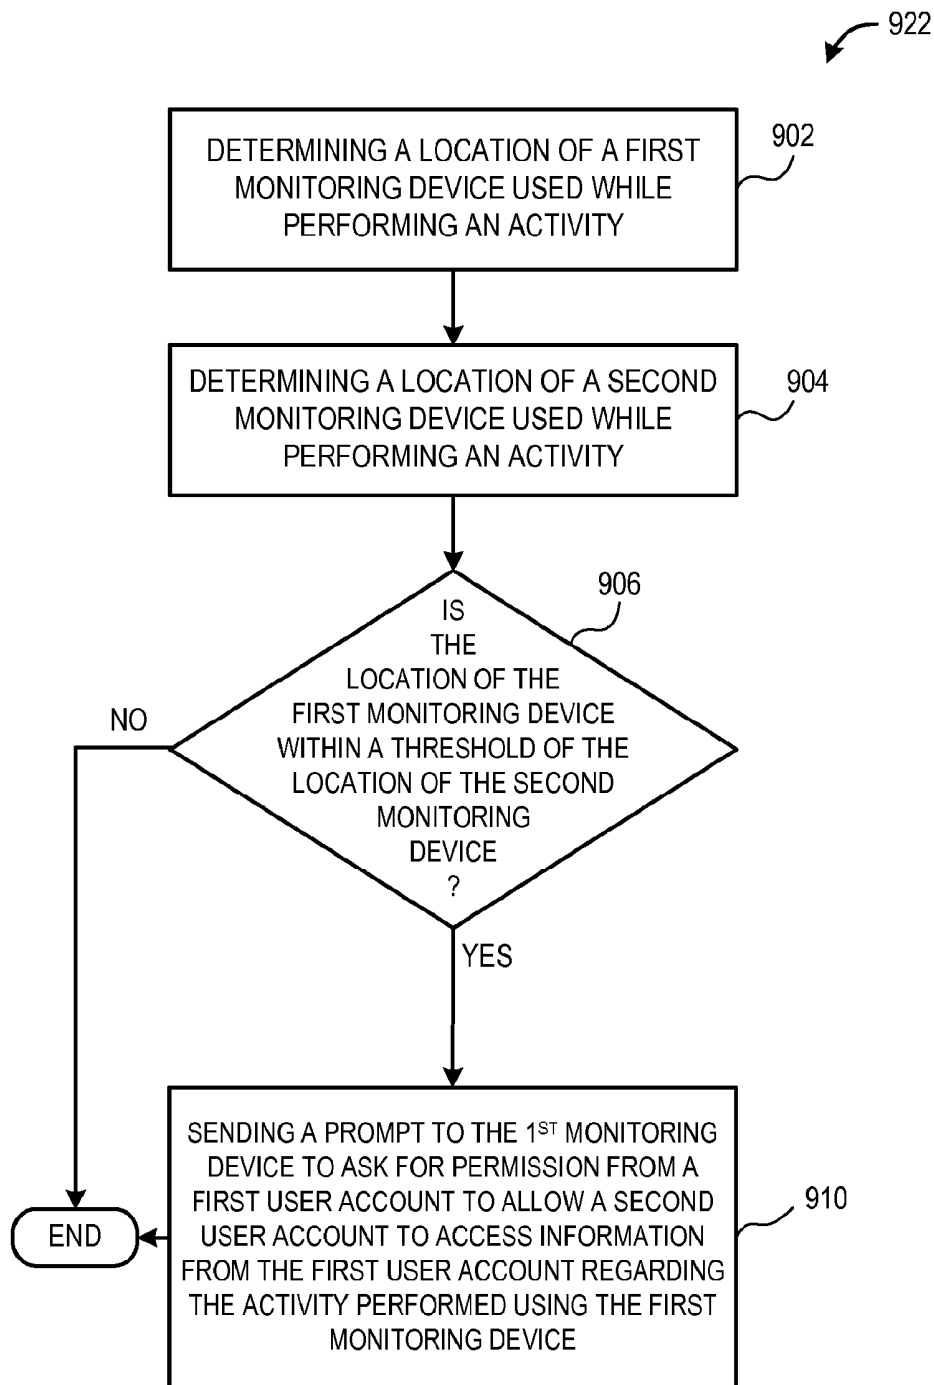 922
DETERMINING A LOCATION OF A FIRST
MONITORING DEVICE USED WHILE
PERFORMING AN ACTIVITY
902
DETERMINING A LOCATION OF A SECOND
MONITORING DEVICE USED WHILE
PERFORMING AN ACTIVITY
904
906
IS
THE
LOCATION OF THE
FIRST MONITORING DEVICE
WITHIN A THRESHOLD OF THE
LOCATION OF THE SECOND
MONITORING
DEVICE
?
NO
YES
SENDING A PROMPT TO THE 1ST MONITORING
DEVICE TO ASK FOR PERMISSION FROM A
FIRST USER ACCOUNT TO ALLOW A SECOND
USER ACCOUNT TO ACCESS INFORMATION
FROM THE FIRST USER ACCOUNT REGARDING
THE ACTIVITY PERFORMED USING THE FIRST
MONITORING DEVICE
910
END